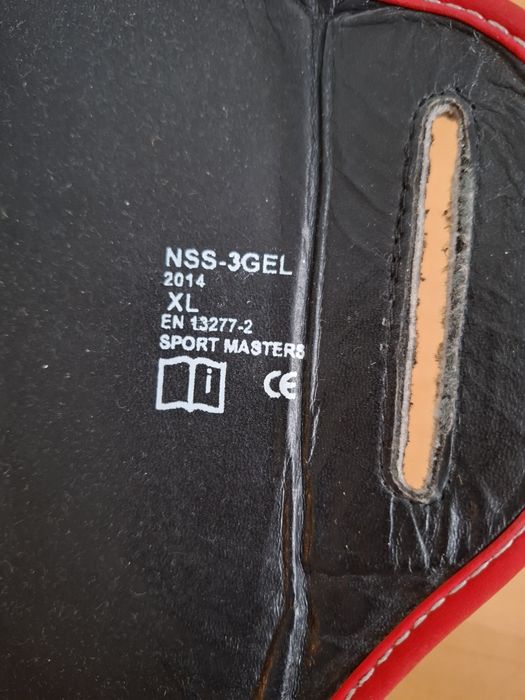 NSS-3GEL
2014
XL
EN 13277-2
SPORT MASTERS
i CE